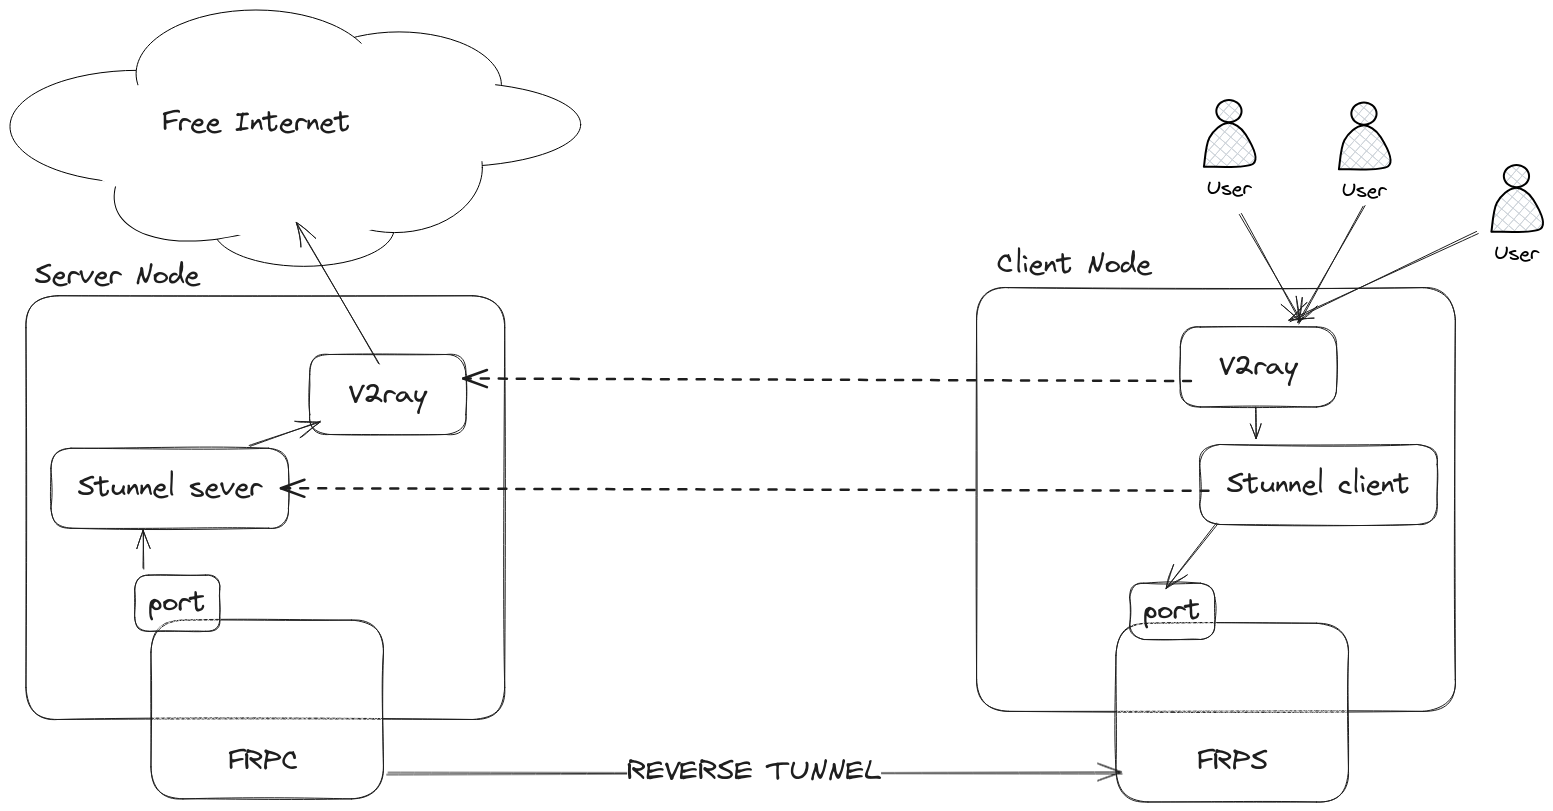 Free Internet
User
User
User
Server Node
Client Node
V2ray
V2ray
Stunnel sever
Stunnel client
port
port
FRPC
REVERSE TUNNEL
FRPS